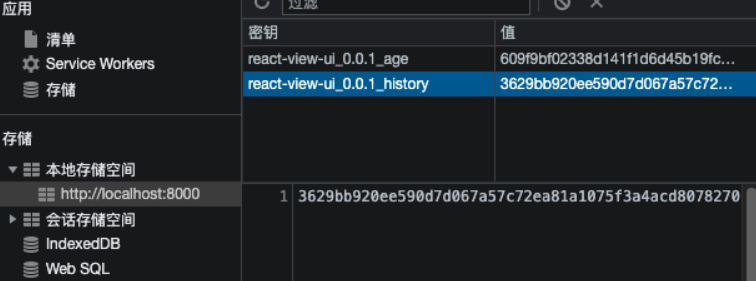 应用
清单
Service Workers
存储
存储
本地存储空间
http://localhost:8000
会话存储空间
IndexedDB
Web SQL
过滤
密钥 值
react-view-ui_0.0.1_age 609f9bf02338d141f1d6d45b19fc...
react-view-ui_0.0.1_history 3629bb920ee590d7d067a57c72...
1 3629bb920ee590d7d067a57c72ea81a1075f3a4acd8078270